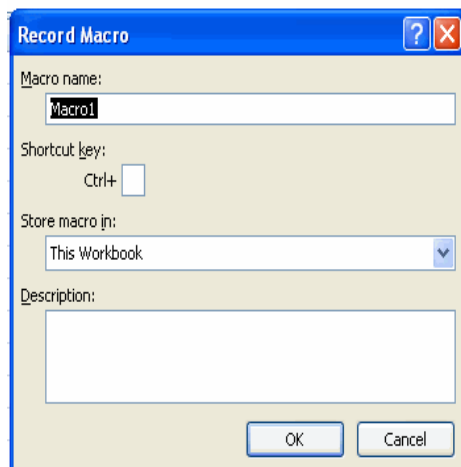 Record Macro
Macro name:
Macro1
Shortcut key:
Ctrl+
Store macro in:
This Workbook
Description:
OK Cancel